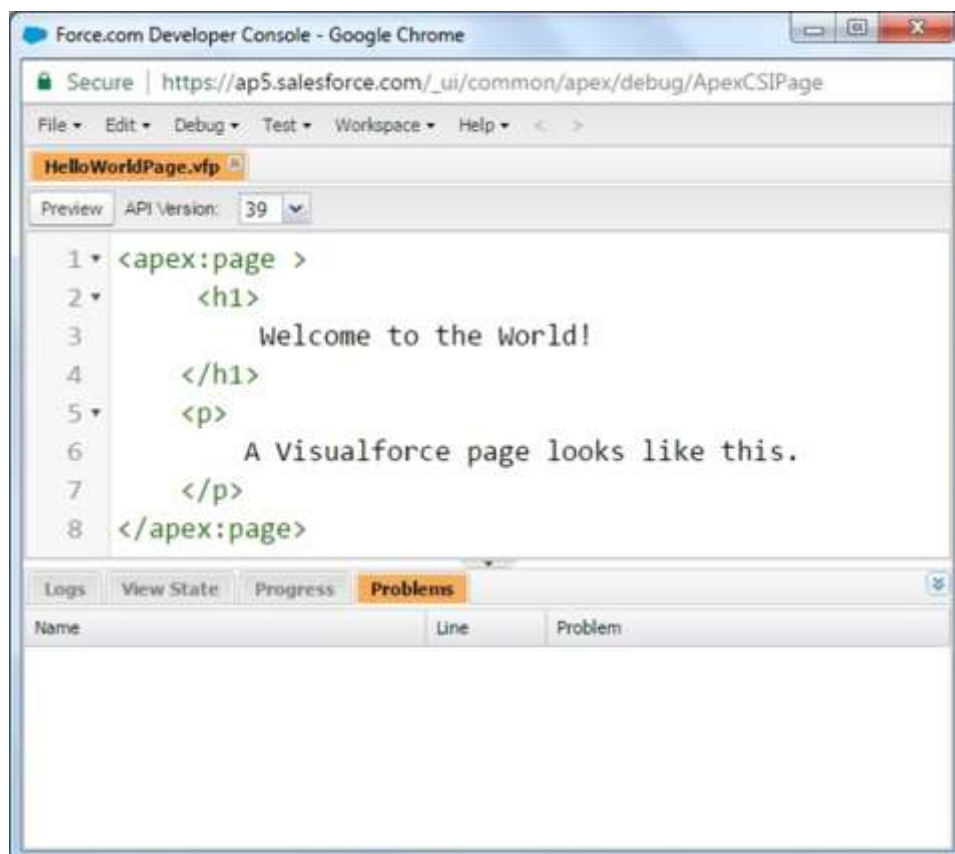 Force.com Developer Console - Google Chrome
Secure | https://ap5.salesforce.com/_ui/common/apex/debug/ApexCSIPage
File Edit Debug Test Workspace Help < >
HelloWorldPage.vfp
Preview API Version: 39
1 <apex:page >
2 <h1>
3 Welcome to the World!
4 </h1>
5 <p>
6 A Visualforce page looks like this.
7 </p>
8 </apex:page>
Logs View State Progress Problems
Name Line Problem